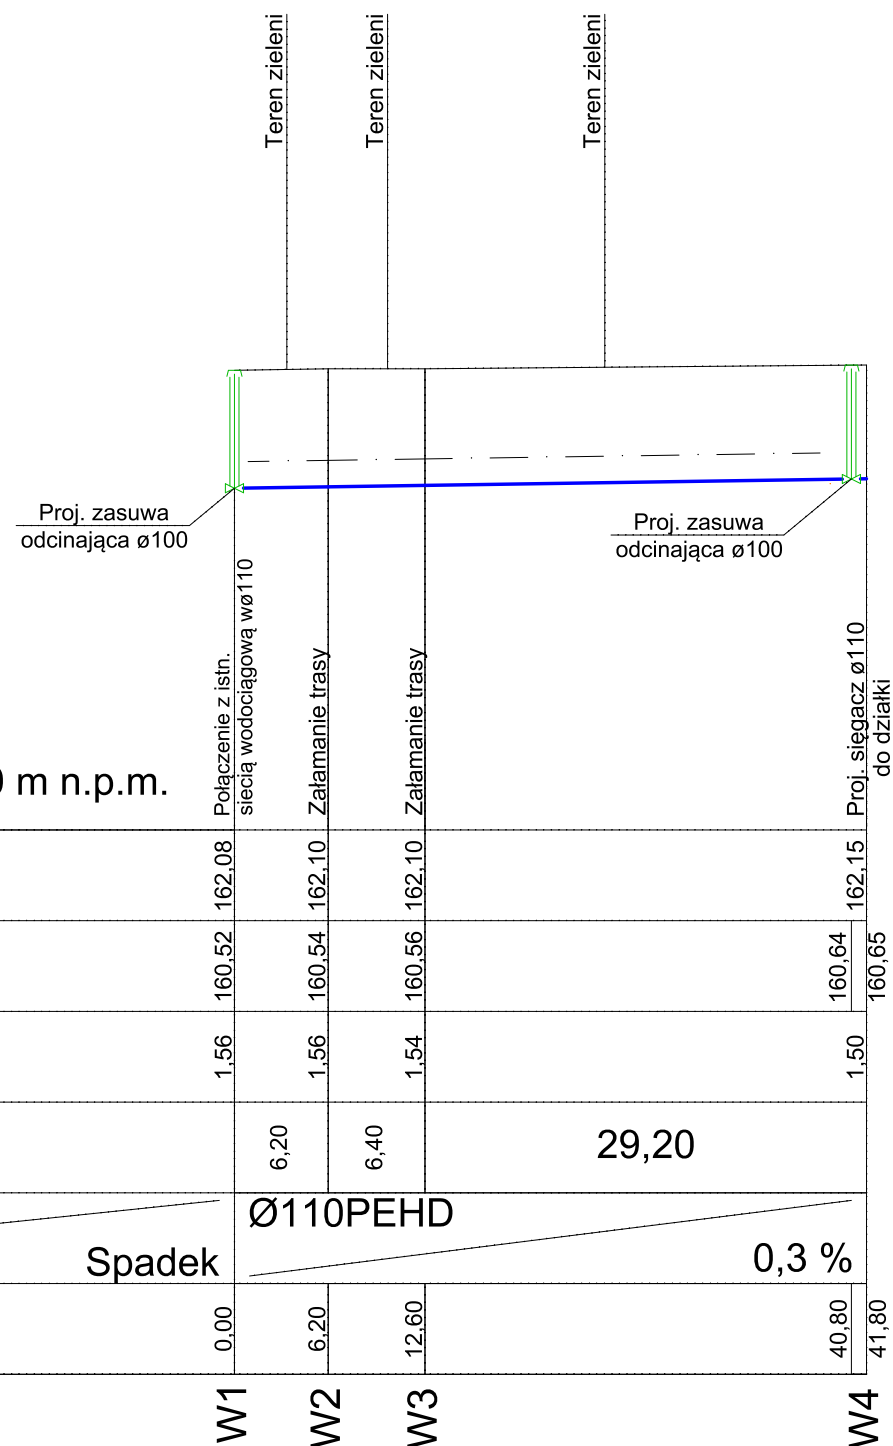 Teren zieleni
Teren zieleni
Teren zieleni
Proj. zasuwa
odcinająca ø100
Proj. zasuwa
odcinająca ø100
Połączenie z istn.
siecią wodociągową wø110
Załamanie trasy
Załamanie trasy
Proj. sięgacz ø110
do działki
0 m n.p.m.
162,08
162,10
162,10
162,15
160,52
160,54
160,56
160,64
160,65
1,56
1,56
1,54
1,50
6,20
6,40
29,20
Ø110PEHD
Spadek
0,3 %
0,00
6,20
12,60
40,80
41,80
W1
W2
W3
W4